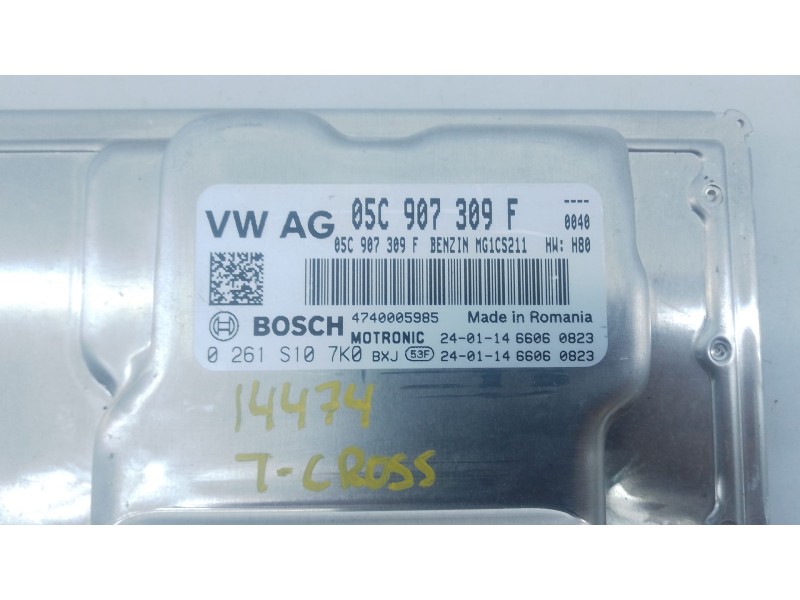 VW AG 05C 907 309 F ----
0040
05C 907 309 F BENZIN MG1CS211 HW: H80
4740005985 Made in Romania
BOSCH MOTRONIC 24-01-14 6606 0823
0 261 S10 7K0 BXJ 53F 24-01-14 6606 0823
14474
T-CROSS